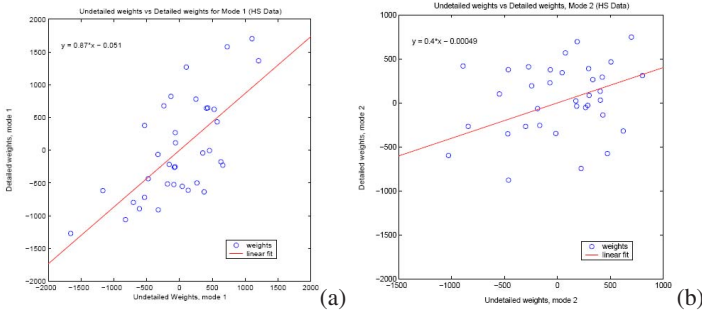 Undetailed weights vs Detailed weights for Mode 1 (HS Data)
y = 0.87*x − 0.051
Detailed weights, mode 1
2000
1500
1000
500
0
−500
−1000
−1500
−2000
−2000 −1500 −1000 −500 0 500 1000 1500 2000
Undetailed Weights, mode 1
weights
linear fit
(a)
Undetailed weights vs Detailed weights, Mode 2 (HS Data)
y = 0.4*x − 0.00049
Detailed weights, mode 2
1000
500
0
−500
−1000
−1500
−2000
−1500 −1000 −500 0 500 1000
Undetailed weights, mode 2
weights
linear fit
(b)